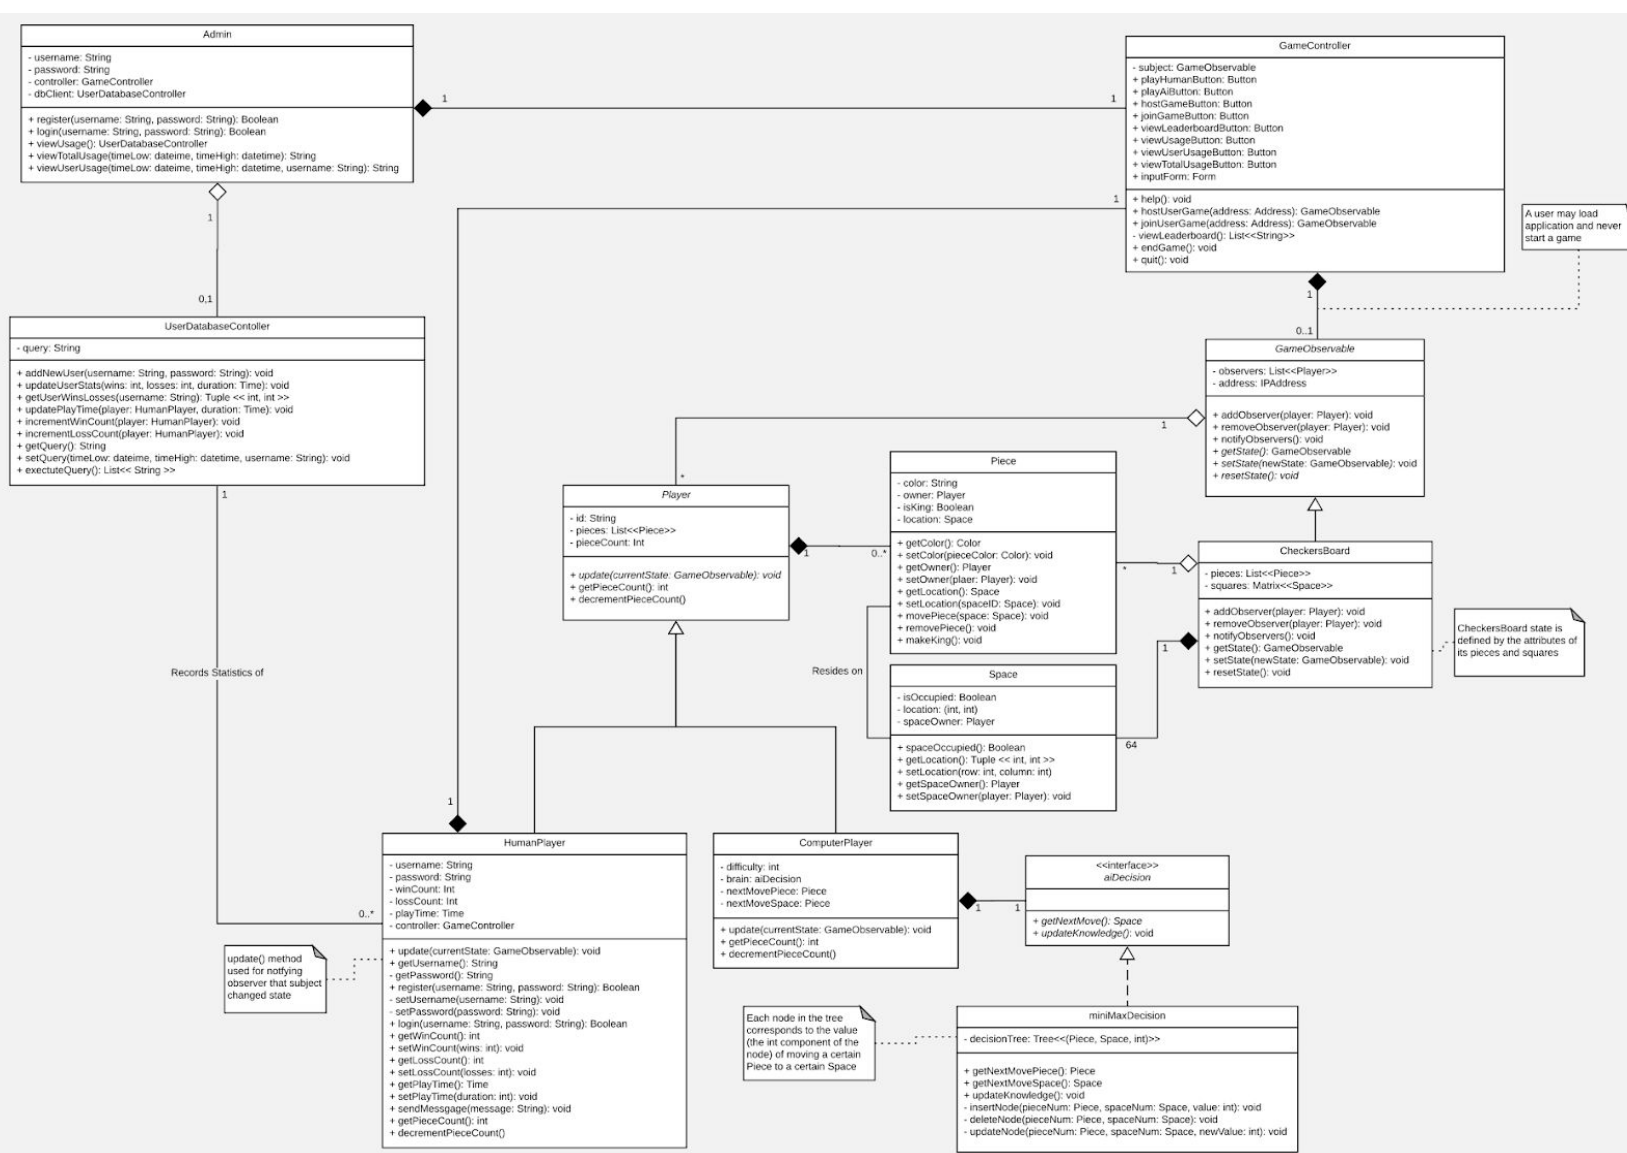 Admin
- username: String
- password: String
- controller: GameController
- dbClient: UserDatabaseController
+ register(username: String, password: String): Boolean
+ login(username: String, password: String): Boolean
+ viewUsage(): UserDatabaseController
+ viewTotalUsage(timeLow: dateime, timeHigh: datetime): String
+ viewUserUsage(timeLow: dateime, timeHigh: datetime, username: String): String
1
1
GameController
- subject: GameObservable
+ playHumanButton: Button
+ playAiButton: Button
+ hostGameButton: Button
+ joinGameButton: Button
+ viewLeaderboardButton: Button
+ viewUsageButton: Button
+ viewUserUsageButton: Button
+ viewTotalUsageButton: Button
+ inputForm: Form
+ help(): void
+ hostUserGame(address: Address): GameObservable
+ joinUserGame(address: Address): GameObservable
- viewLeaderboard(): List<<String>>
+ endGame(): void
+ quit(): void
1
A user may load
application and never
start a game
1
0..1
1
0,1
UserDatabaseContoller
- query: String
+ addNewUser(username: String, password: String): void
+ updateUserStats(wins: int, losses: int, duration: Time): void
+ getUserWinsLosses(username: String): Tuple << int, int >>
+ updatePlayTime(player: HumanPlayer, duration: Time): void
+ incrementWinCount(player: HumanPlayer): void
+ incrementLossCount(player: HumanPlayer): void
+ getQuery(): String
+ setQuery(timeLow: dateime, timeHigh: datetime, username: String): void
+ exectuteQuery(): List<< String >>
1
Records Statistics of
0..*
GameObservable
- observers: List<<Player>>
- address: IPAddress
+ addObserver(player: Player): void
+ removeObserver(player: Player): void
+ notifyObservers(): void
+ getState(): GameObservable
+ setState(newState: GameObservable): void
+ resetState(): void
1
*
Player
- id: String
- pieces: List<<Piece>>
- pieceCount: Int
+ update(currentState: GameObservable): void
+ getPieceCount(): int
+ decrementPieceCount()
1
0..*
Piece
- color: String
- owner: Player
- isKing: Boolean
- location: Space
+ getColor(): Color
+ setColor(pieceColor: Color): void
+ getOwner(): Player
+ setOwner(plaer: Player): void
+ getLocation(): Space
+ setLocation(spaceID: Space): void
+ movePiece(space: Space): void
+ removePiece(): void
+ makeKing(): void
*
1
CheckersBoard
- pieces: List<<Piece>>
- squares: Matrix<<Space>>
+ addObserver(player: Player): void
+ removeObserver(player: Player): void
+ notifyObservers(): void
+ getState(): GameObservable
+ setState(newState: GameObservable): void
+ resetState(): void
CheckersBoard state is
defined by the attributes of
its pieces and squares
1
64
Resides on
Space
- isOccupied: Boolean
- location: (int, int)
- spaceOwner: Player
+ spaceOccupied(): Boolean
+ getLocation(): Tuple << int, int >>
+ setLocation(row: int, column: int)
+ getSpaceOwner(): Player
+ setSpaceOwner(player: Player): void
1
HumanPlayer
- username: String
- password: String
- winCount: Int
- lossCount: Int
- playTime: Time
- controller: GameController
+ update(currentState: GameObservable): void
+ getUsername(): String
- getPassword(): String
+ register(username: String, password: String): Boolean
- setUsername(username: String): void
- setPassword(password: String): void
+ login(username: String, password: String): Boolean
+ getWinCount(): int
+ setWinCount(wins: int): void
+ getLossCount(): int
+ setLossCount(losses: int): void
+ getPlayTime(): Time
+ setPlayTime(duration: int): void
+ sendMessgage(message: String): void
+ getPieceCount(): int
+ decrementPieceCount()
update() method
used for notfying
observer that subject
changed state
ComputerPlayer
- difficulty: int
- brain: aiDecision
- nextMovePiece: Piece
- nextMoveSpace: Piece
+ update(currentState: GameObservable): void
+ getPieceCount(): int
+ decrementPieceCount()
1
1
<<interface>>
aiDecision
+ getNextMove(): Space
+ updateKnowledge(): void
Each node in the tree
corresponds to the value
(the int component of the
node) of moving a certain
Piece to a certain Space
miniMaxDecision
- decisionTree: Tree<<(Piece, Space, int)>>
+ getNextMovePiece(): Piece
+ getNextMoveSpace(): Space
+ updateKnowledge(): void
- insertNode(pieceNum: Piece, spaceNum: Space, value: int): void
- deleteNode(pieceNum: Piece, spaceNum: Space): void
- updateNode(pieceNum: Piece, spaceNum: Space, newValue: int): void